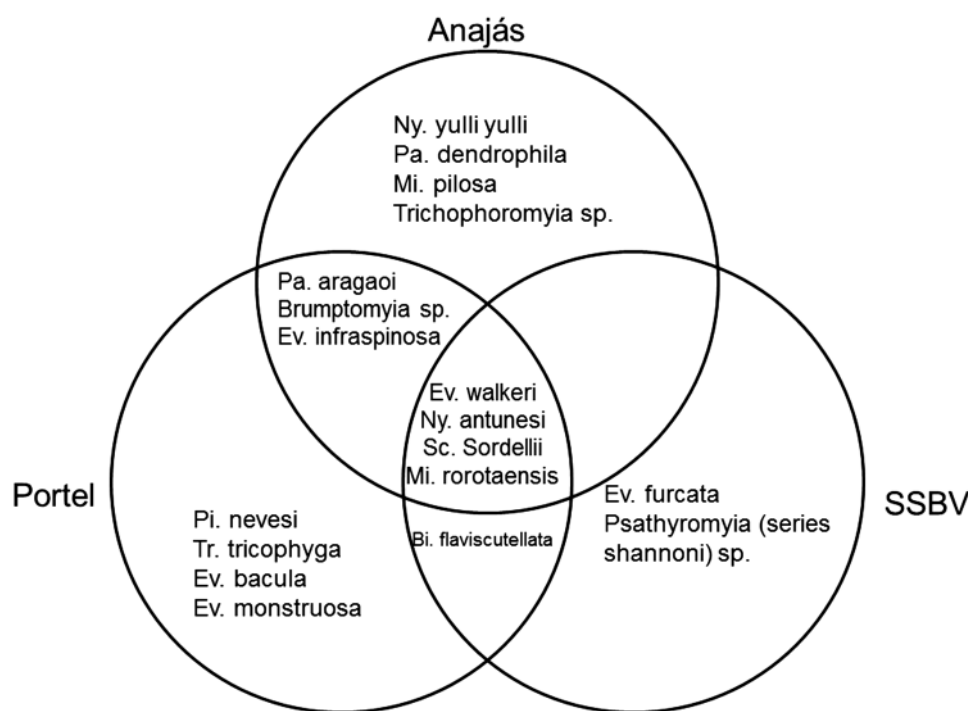 Anajás
Ny. yulli yulli
Pa. dendrophila
Mi. pilosa
Trichophoromyia sp.
Pa. aragaoi
Brumptomyia sp.
Ev. infraspinosa
Ev. walkeri
Ny. antunesi
Sc. Sordellii
Mi. rorotaensis
Portel
Pi. nevesi
Tr. tricophyga
Ev. bacula
Ev. monstruosa
Bi. flaviscutellata
Ev. furcata
Psathyromyia (series
shannoni) sp.
SSBV